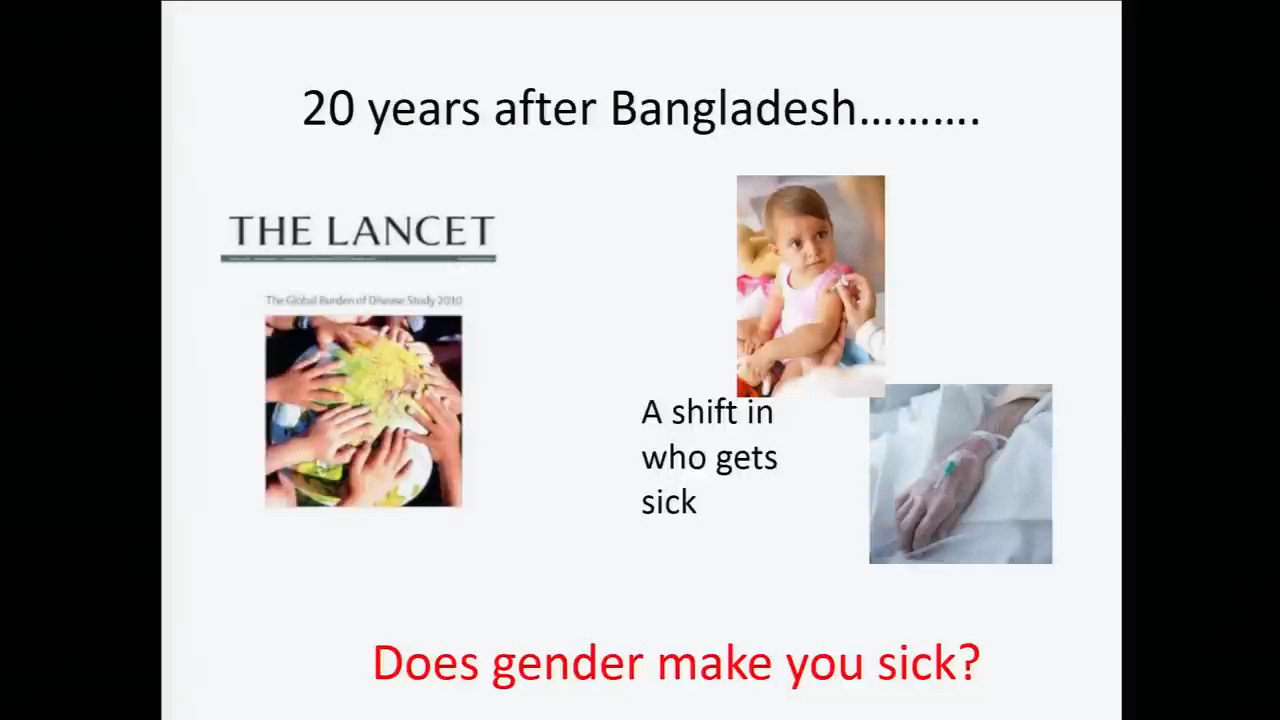 20 years after Bangladesh……….
THE LANCET
The Global Burden of Disease Study 2010
A shift in
who gets
sick
Does gender make you sick?